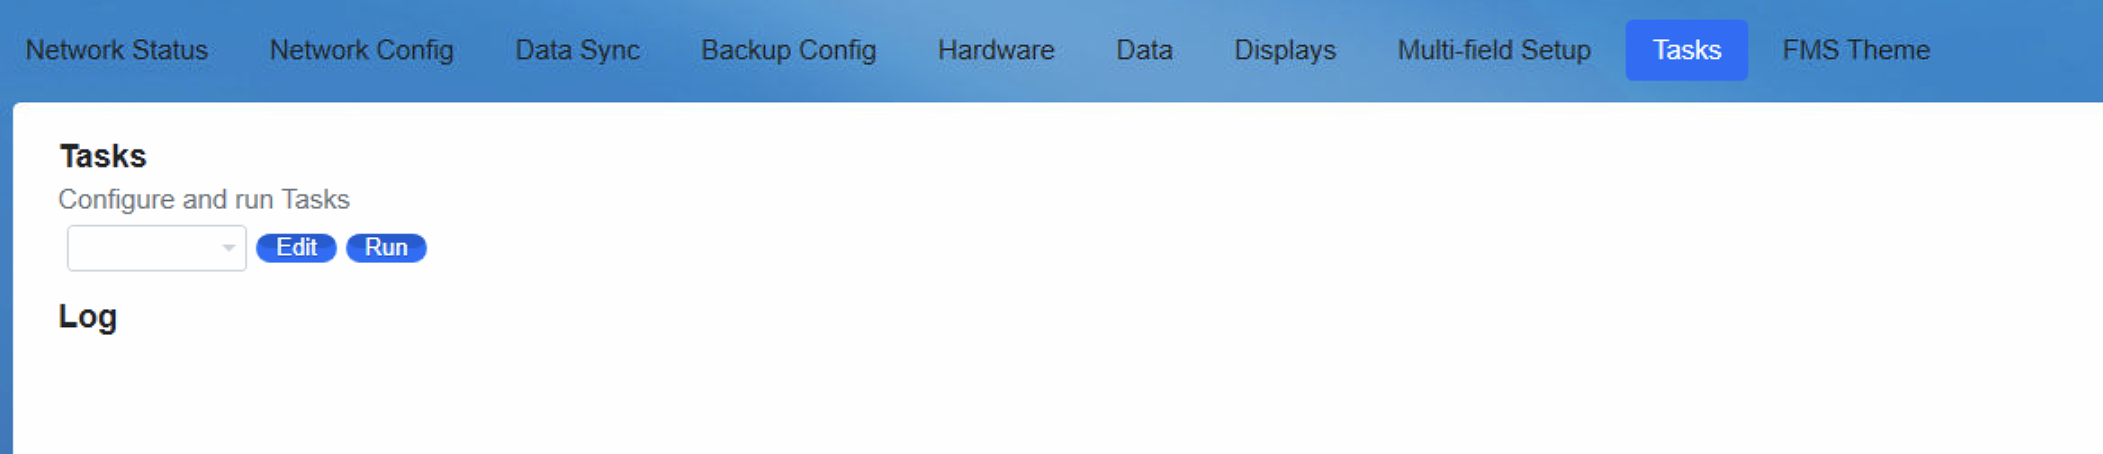 Network Status Network Config Data Sync Backup Config Hardware Data Displays Multi-field Setup Tasks FMS Theme
Tasks
Configure and run Tasks
Edit Run
Log